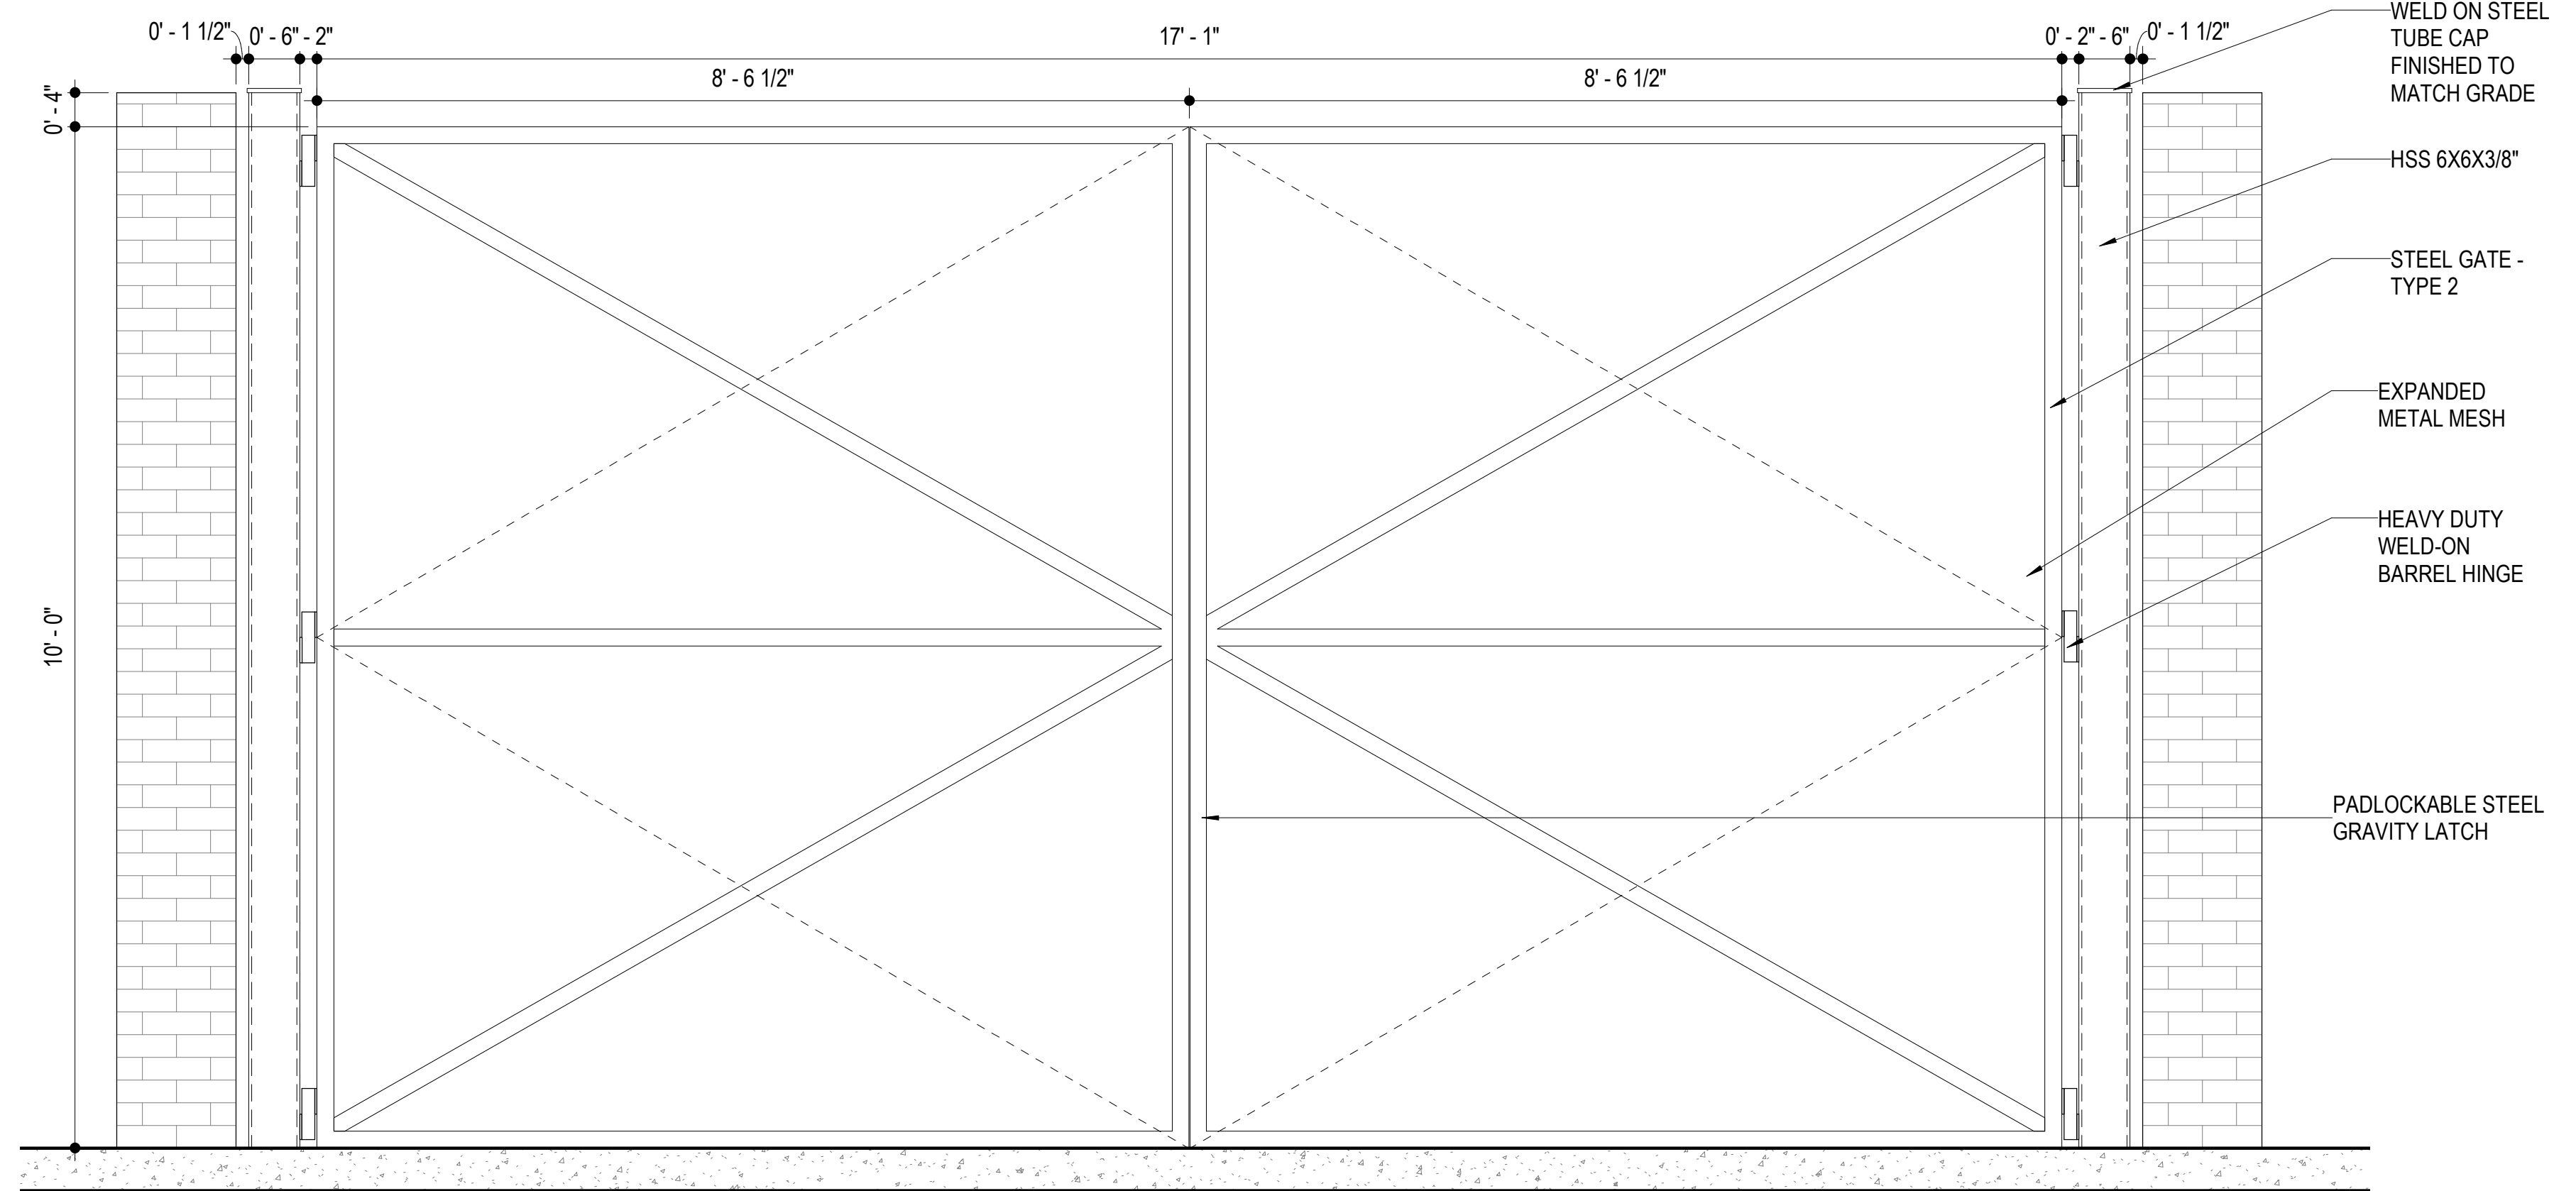 0' - 1 1/2"
0' - 6" - 2"
17' - 1"
0' - 2" - 6"
0' - 1 1/2"
8' - 6 1/2"
8' - 6 1/2"
0' - 4"
10' - 0"
WELD ON STEEL
TUBE CAP
FINISHED TO
MATCH GRADE
HSS 6X6X3/8"
STEEL GATE -
TYPE 2
EXPANDED
METAL MESH
HEAVY DUTY
WELD-ON
BARREL HINGE
PADLOCKABLE STEEL
GRAVITY LATCH